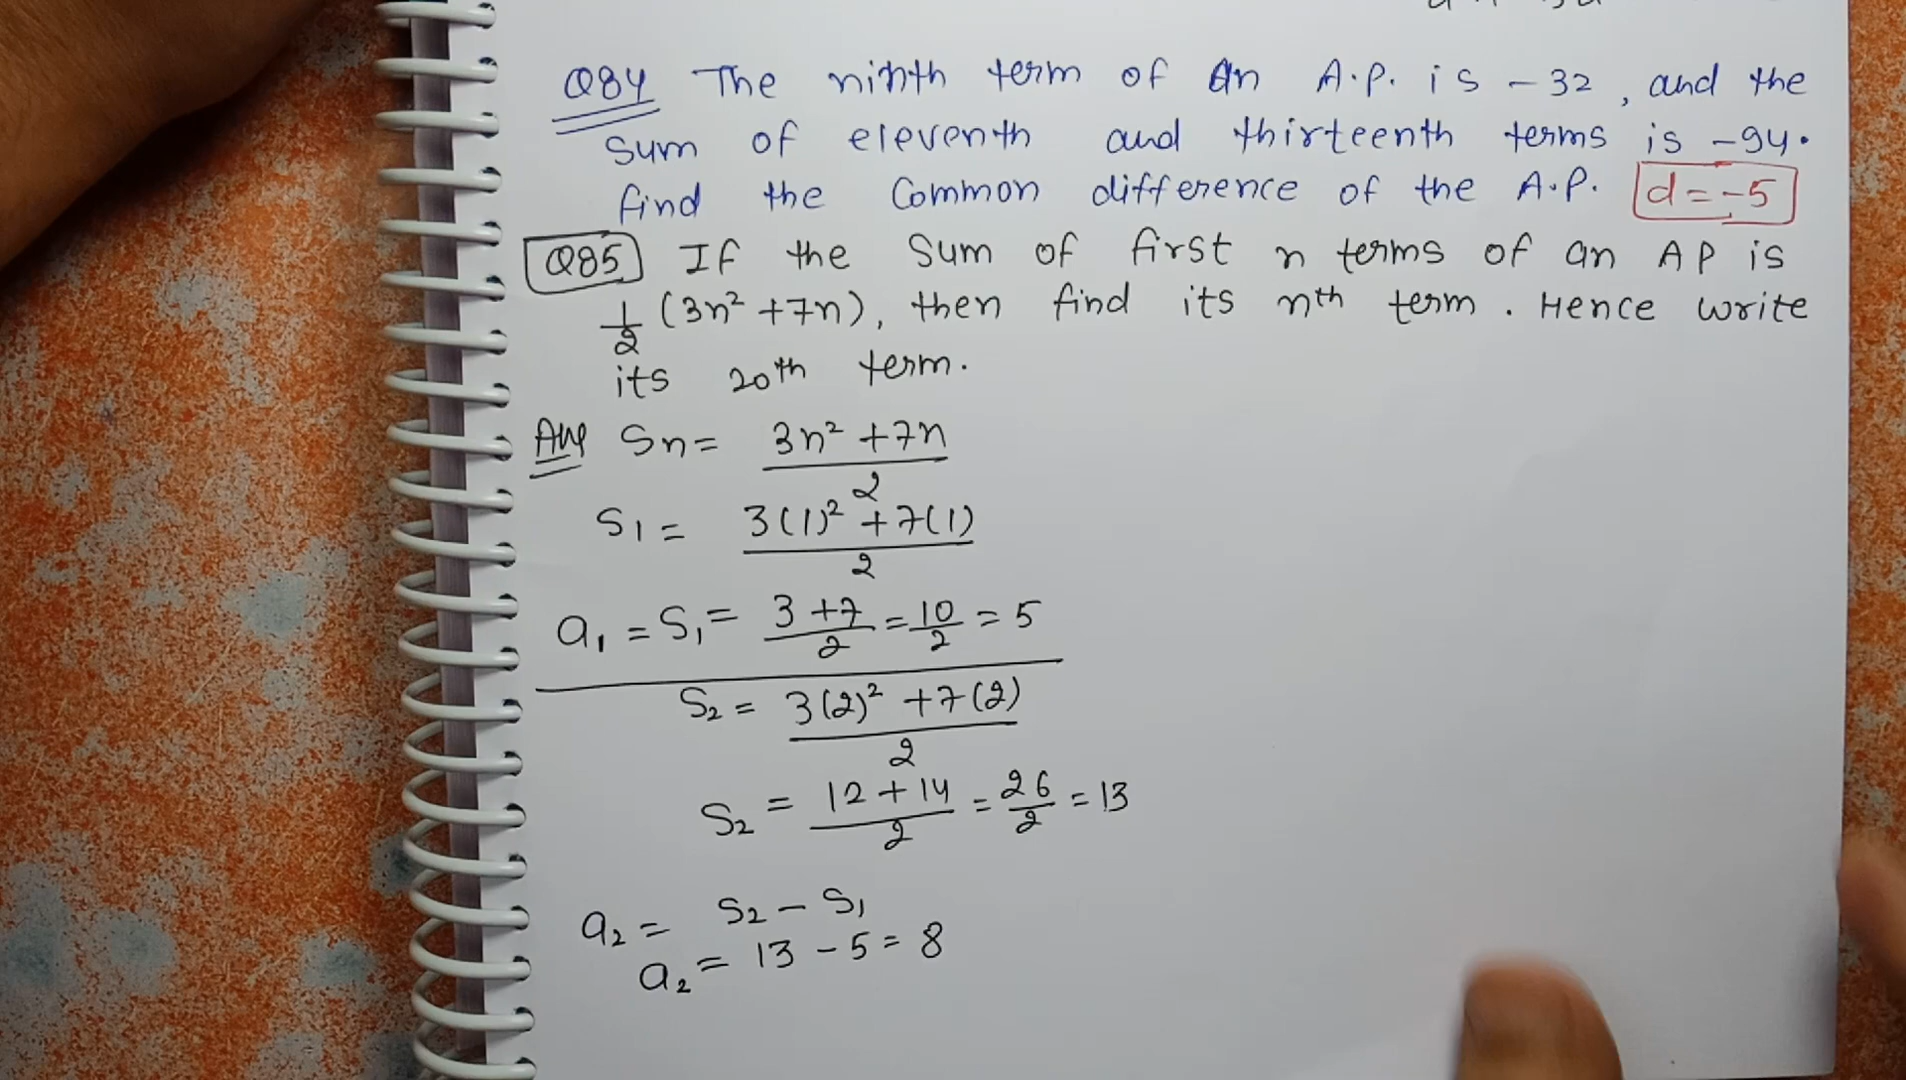 Q84 The ninth term of an A.P. is -32, and the
sum of eleventh and thirteenth terms is -94.
find the common difference of the A.P. d=-5
Q85 If the sum of first n terms of an AP is
1/2 (3n² +7n), then find its nth term. Hence write
its 20th term.
Ans Sn= 3n² +7n / 2
S1= 3(1)² +7(1) / 2
a₁ =S₁= 3+7/2 = 10/2 = 5
S₂ = 3(2)² +7(2) / 2
S₂ = 12+14/2 = 26/2 = 13
a₂ = S₂ - S₁
a₂ = 13 - 5 = 8